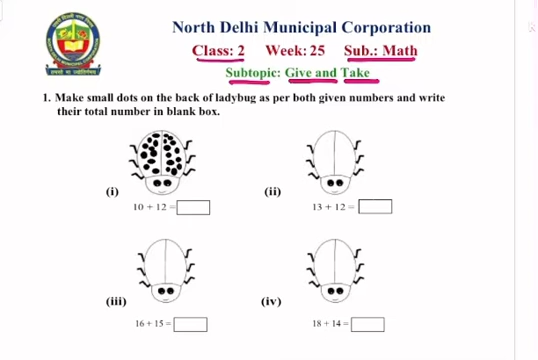 North Delhi Municipal Corporation
Class: 2 Week: 25 Sub.: Math
Subtopic: Give and Take
1. Make small dots on the back of ladybug as per both given numbers and write
their total number in blank box.
(i) (ii)
10 + 12 = 13 + 12 =
(iii) (iv)
16 + 15 = 18 + 14 =